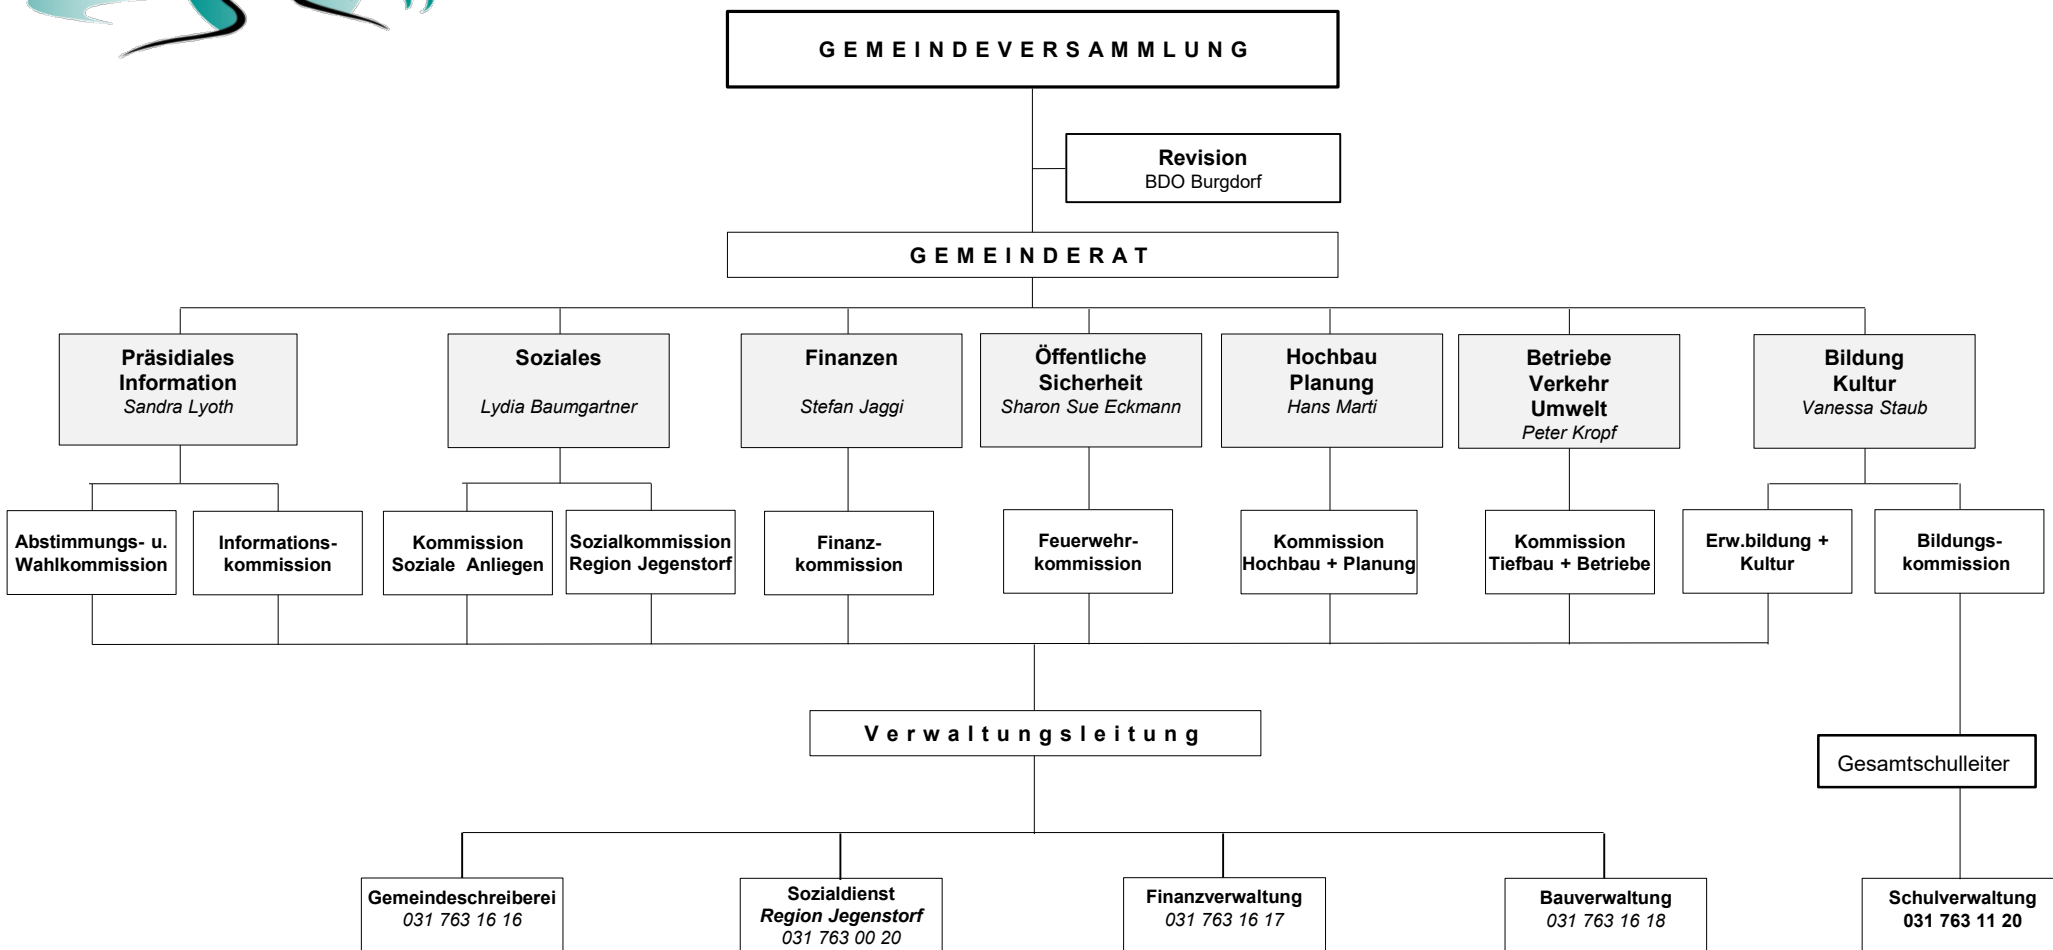 GEMEINDEVERSAMMLUNG
Revision
BDO Burgdorf
GEMEINDERAT
Präsidiales
Information
Sandra Lyoth
Soziales
Lydia Baumgartner
Finanzen
Stefan Jaggi
Öffentliche
Sicherheit
Sharon Sue Eckmann
Hochbau
Planung
Hans Marti
Betriebe
Verkehr
Umwelt
Peter Kropf
Bildung
Kultur
Vanessa Staub
Abstimmungs- u.
Wahlkommission
Informations-
kommission
Kommission
Soziale Anliegen
Sozialkommission
Region Jegenstorf
Finanz-
kommission
Feuerwehr-
kommission
Kommission
Hochbau + Planung
Kommission
Tiefbau + Betriebe
Erw.bildung +
Kultur
Bildungs-
kommission
Verwaltungsleitung
Gesamtschulleiter
Gemeindeschreiberei
031 763 16 16
Sozialdienst
Region Jegenstorf
031 763 00 20
Finanzverwaltung
031 763 16 17
Bauverwaltung
031 763 16 18
Schulverwaltung
031 763 11 20